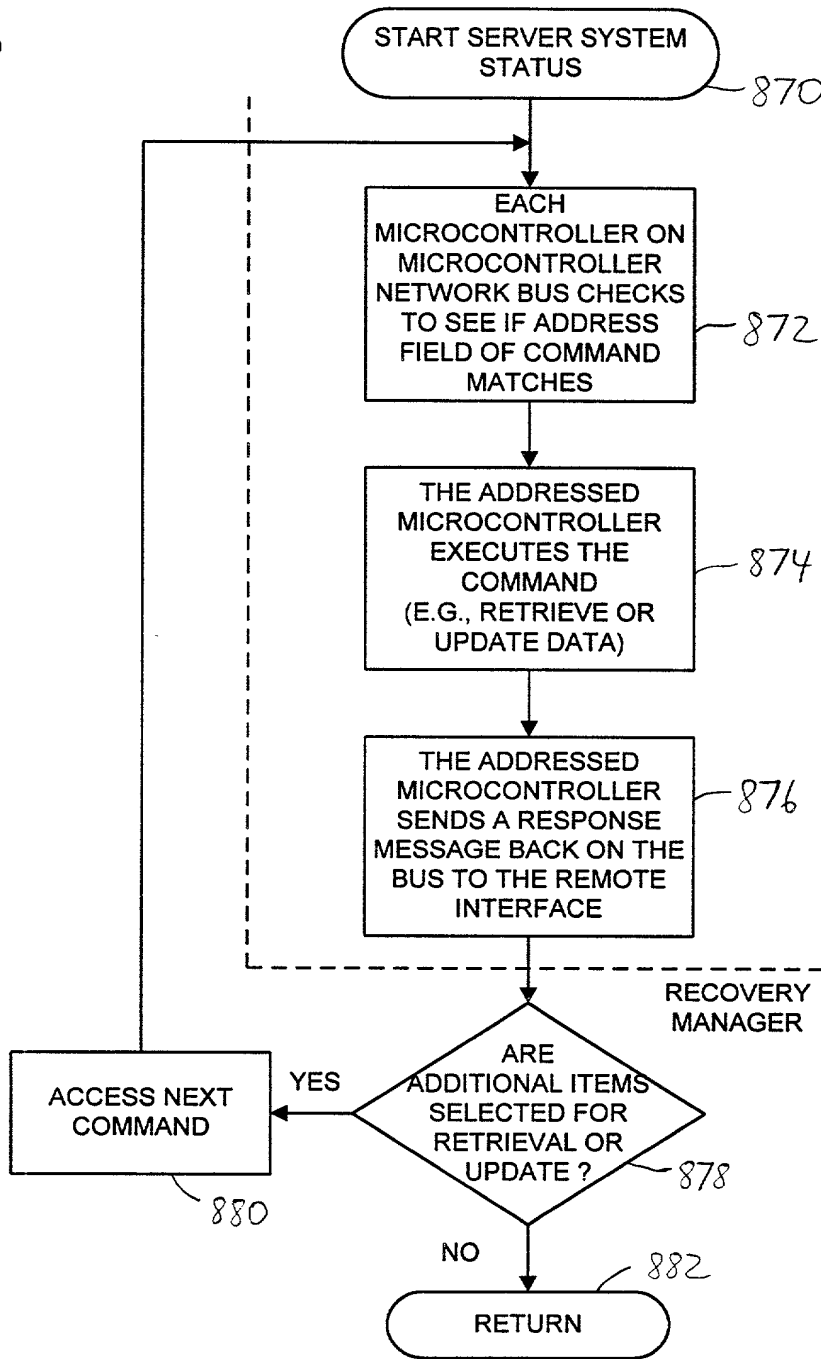 START SERVER SYSTEM
STATUS
870
EACH
MICROCONTROLLER ON
MICROCONTROLLER
NETWORK BUS CHECKS
TO SEE IF ADDRESS
FIELD OF COMMAND
MATCHES
872
THE ADDRESSED
MICROCONTROLLER
EXECUTES THE
COMMAND
(E.G., RETRIEVE OR
UPDATE DATA)
874
THE ADDRESSED
MICROCONTROLLER
SENDS A RESPONSE
MESSAGE BACK ON THE
BUS TO THE REMOTE
INTERFACE
876
RECOVERY
MANAGER
ARE
ADDITIONAL ITEMS
SELECTED FOR
RETRIEVAL OR
UPDATE ?
878
YES
ACCESS NEXT
COMMAND
880
NO
882
RETURN